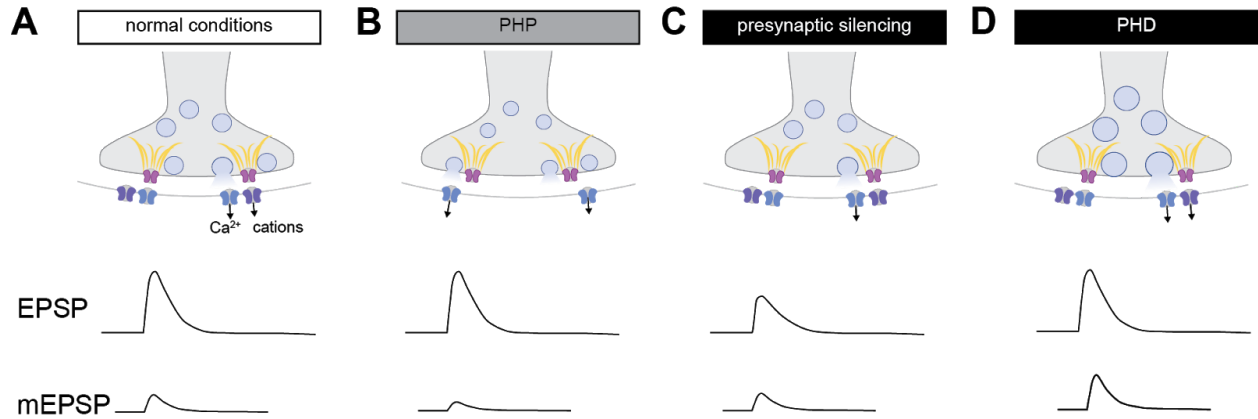 A normal conditions
B PHP
C presynaptic silencing
D PHD
Ca²⁺ cations
EPSP
mEPSP